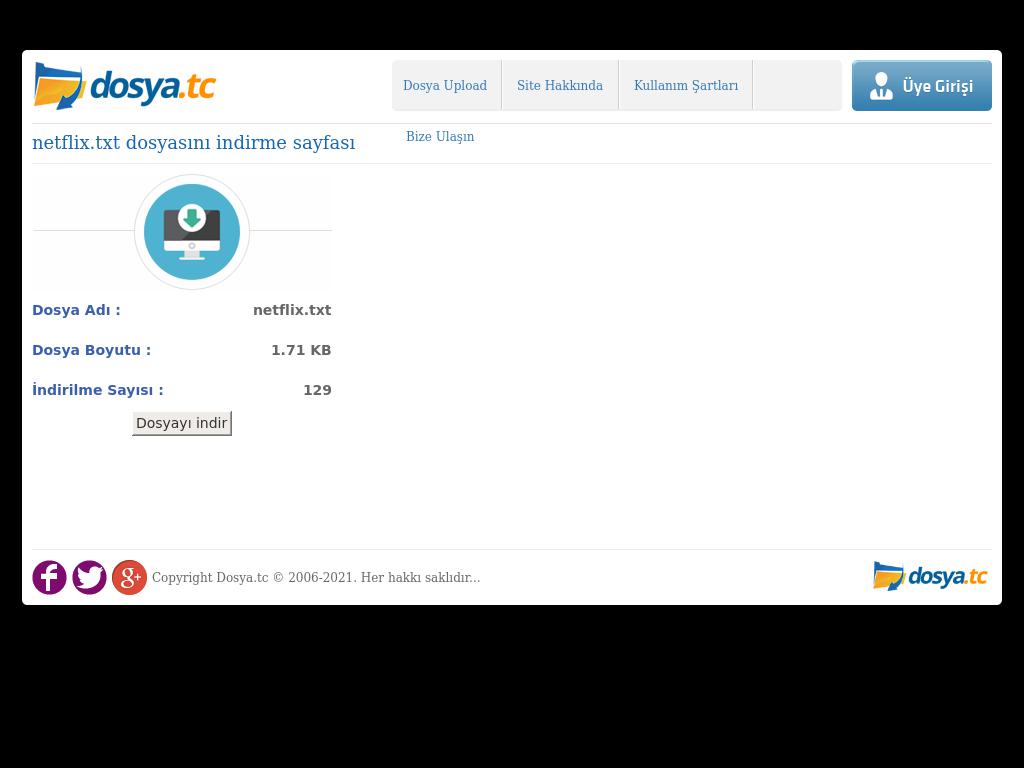 dosya.tc
Dosya Upload
Site Hakkında
Kullanım Şartları
Üye Girişi
Bize Ulaşın
netflix.txt dosyasını indirme sayfası
Dosya Adı : netflix.txt
Dosya Boyutu : 1.71 KB
İndirilme Sayısı : 129
Dosyayı indir
Copyright Dosya.tc © 2006-2021. Her hakkı saklıdır...
dosya.tc